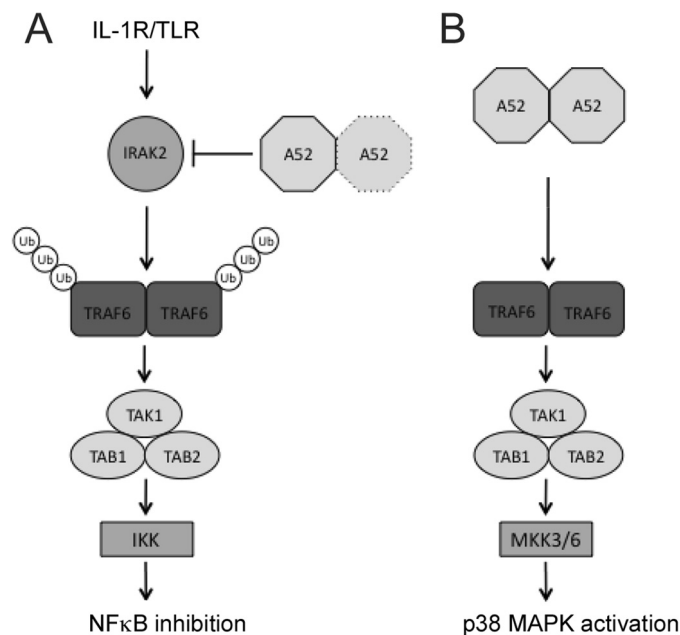 A
IL-1R/TLR
IRAK2
A52
A52
Ub
Ub
Ub
Ub
Ub
Ub
TRAF6
TRAF6
TAK1
TAB1
TAB2
IKK
NFκB inhibition
B
A52
A52
TRAF6
TRAF6
TAK1
TAB1
TAB2
MKK3/6
p38 MAPK activation